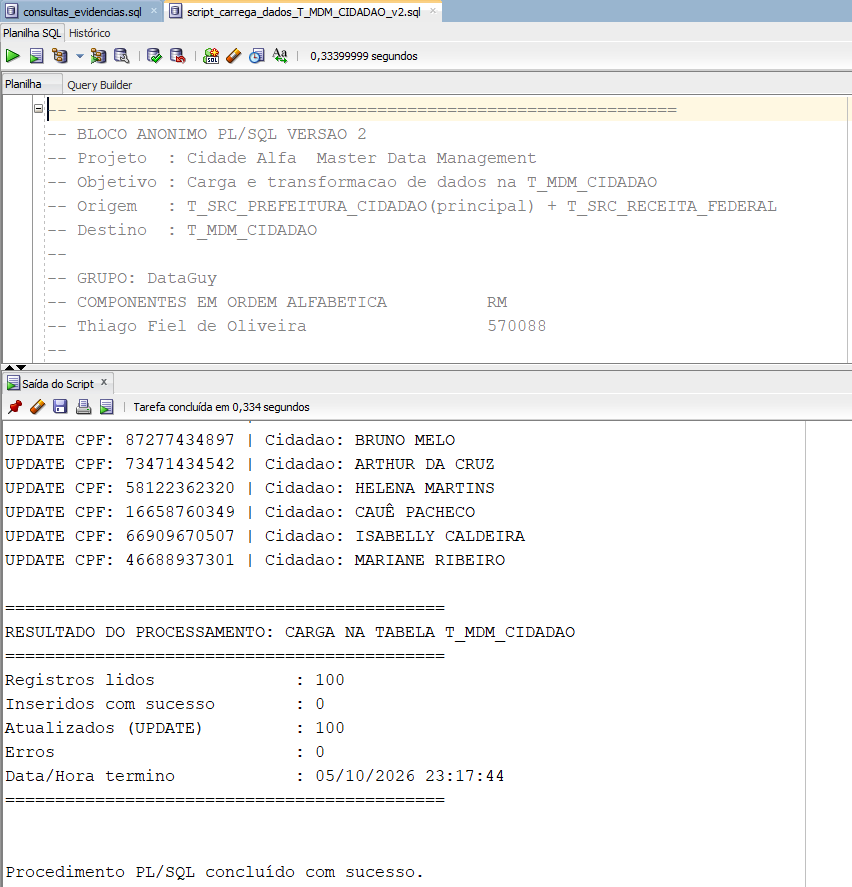 consultas_evidencias.sql × script_carrega_dados_T_MDM_CIDADAO_v2.sql ×
Planilha SQL Histórico
0,33399999 segundos
Planilha Query Builder
-- ============================================================
-- BLOCO ANONIMO PL/SQL VERSAO 2
-- Projeto  : Cidade Alfa  Master Data Management
-- Objetivo : Carga e transformacao de dados na T_MDM_CIDADAO
-- Origem   : T_SRC_PREFEITURA_CIDADAO(principal) + T_SRC_RECEITA_FEDERAL
-- Destino  : T_MDM_CIDADAO
--
-- GRUPO: DataGuy
-- COMPONENTES EM ORDEM ALFABETICA          RM
-- Thiago Fiel de Oliveira                  570088
--
Saída do Script ×
Tarefa concluída em 0,334 segundos
UPDATE CPF: 87277434897 | Cidadao: BRUNO MELO
UPDATE CPF: 73471434542 | Cidadao: ARTHUR DA CRUZ
UPDATE CPF: 58122362320 | Cidadao: HELENA MARTINS
UPDATE CPF: 16658760349 | Cidadao: CAUÊ PACHECO
UPDATE CPF: 66909670507 | Cidadao: ISABELLY CALDEIRA
UPDATE CPF: 46688937301 | Cidadao: MARIANE RIBEIRO
============================================
RESULTADO DO PROCESSAMENTO: CARGA NA TABELA T_MDM_CIDADAO
============================================
Registros lidos              : 100
Inseridos com sucesso        : 0
Atualizados (UPDATE)         : 100
Erros                        : 0
Data/Hora termino            : 05/10/2026 23:17:44
============================================
Procedimento PL/SQL concluído com sucesso.